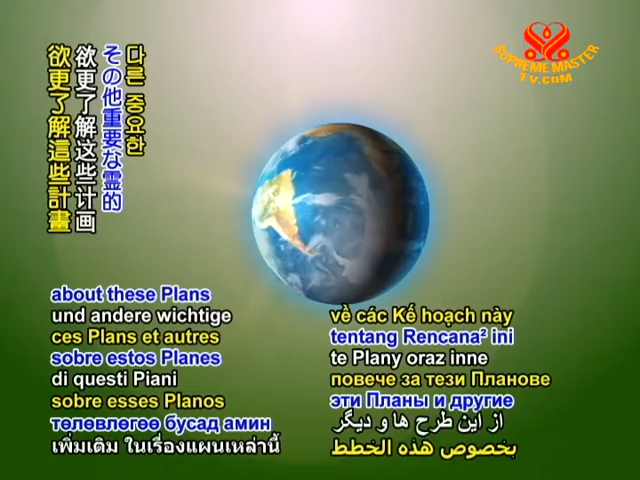 SUPREME MASTER
TV.COM
다른 중요한
その他重要な霊的
欲更了解这些计画
欲更了解這些計畫
about these Plans
und andere wichtige
ces Plans et autres
sobre estos Planes
di questi Piani
sobre esses Planos
төлөвлөгөө бусад амин
เพิ่มเติม ในเรื่องแผนเหล่านี้
về các Kế hoạch này
tentang Rencana² ini
te Plany oraz inne
повече за тези Планове
эти Планы и другие
از این طرح ها و دیگر
بخصوص هذه الخطط